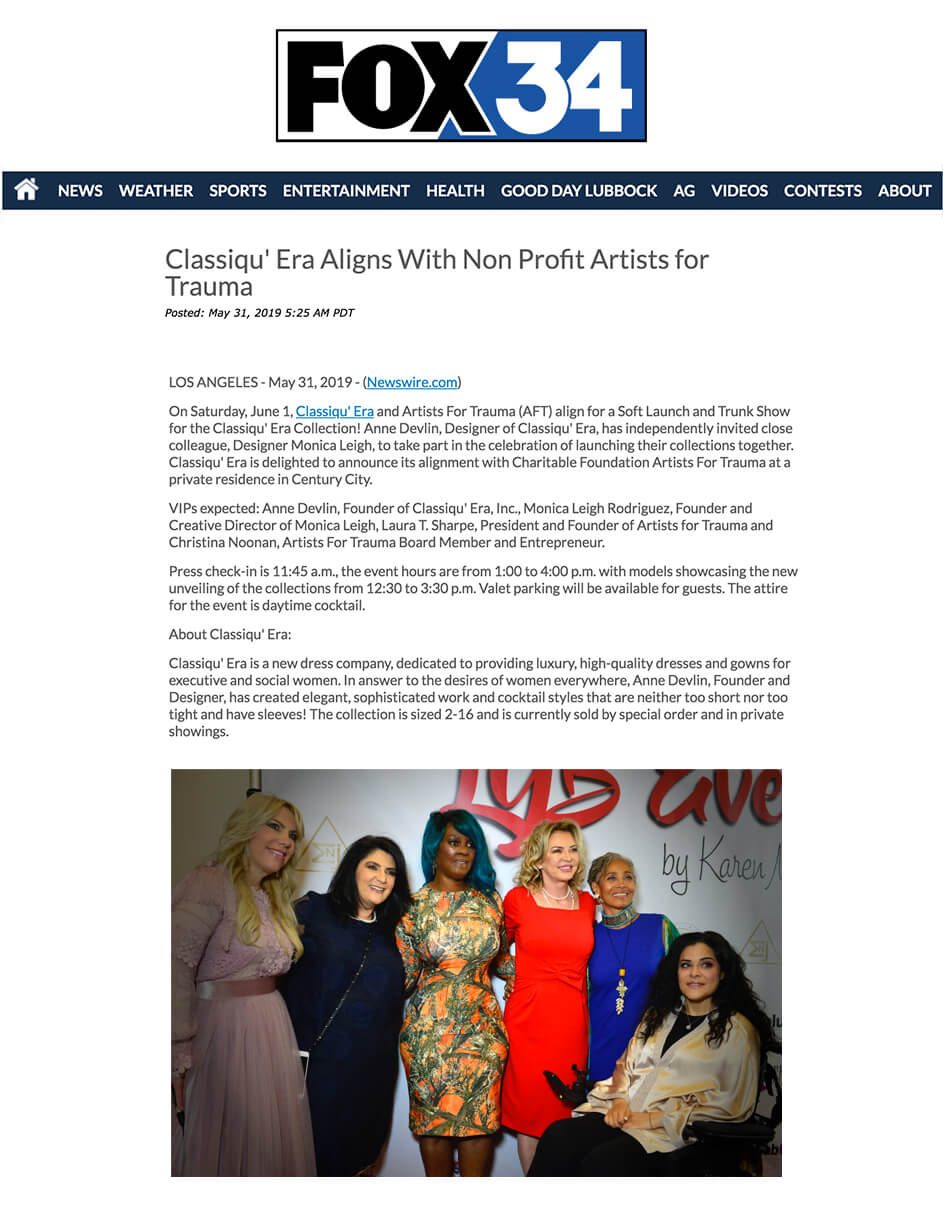 FOX34
NEWS WEATHER SPORTS ENTERTAINMENT HEALTH GOOD DAY LUBBOCK AG VIDEOS CONTESTS ABOUT
Classiqu' Era Aligns With Non Profit Artists for
Trauma
Posted: May 31, 2019 5:25 AM PDT
LOS ANGELES - May 31, 2019 - (Newswire.com)
On Saturday, June 1, Classiqu' Era and Artists For Trauma (AFT) align for a Soft Launch and Trunk Show
for the Classiqu' Era Collection! Anne Devlin, Designer of Classiqu' Era, has independently invited close
colleague, Designer Monica Leigh, to take part in the celebration of launching their collections together.
Classiqu' Era is delighted to announce its alignment with Charitable Foundation Artists For Trauma at a
private residence in Century City.
VIPs expected: Anne Devlin, Founder of Classiqu' Era, Inc., Monica Leigh Rodriguez, Founder and
Creative Director of Monica Leigh, Laura T. Sharpe, President and Founder of Artists for Trauma and
Christina Noonan, Artists For Trauma Board Member and Entrepreneur.
Press check-in is 11:45 a.m., the event hours are from 1:00 to 4:00 p.m. with models showcasing the new
unveiling of the collections from 12:30 to 3:30 p.m. Valet parking will be available for guests. The attire
for the event is daytime cocktail.
About Classiqu' Era:
Classiqu' Era is a new dress company, dedicated to providing luxury, high-quality dresses and gowns for
executive and social women. In answer to the desires of women everywhere, Anne Devlin, Founder and
Designer, has created elegant, sophisticated work and cocktail styles that are neither too short nor too
tight and have sleeves! The collection is sized 2-16 and is currently sold by special order and in private
showings.
by Karen